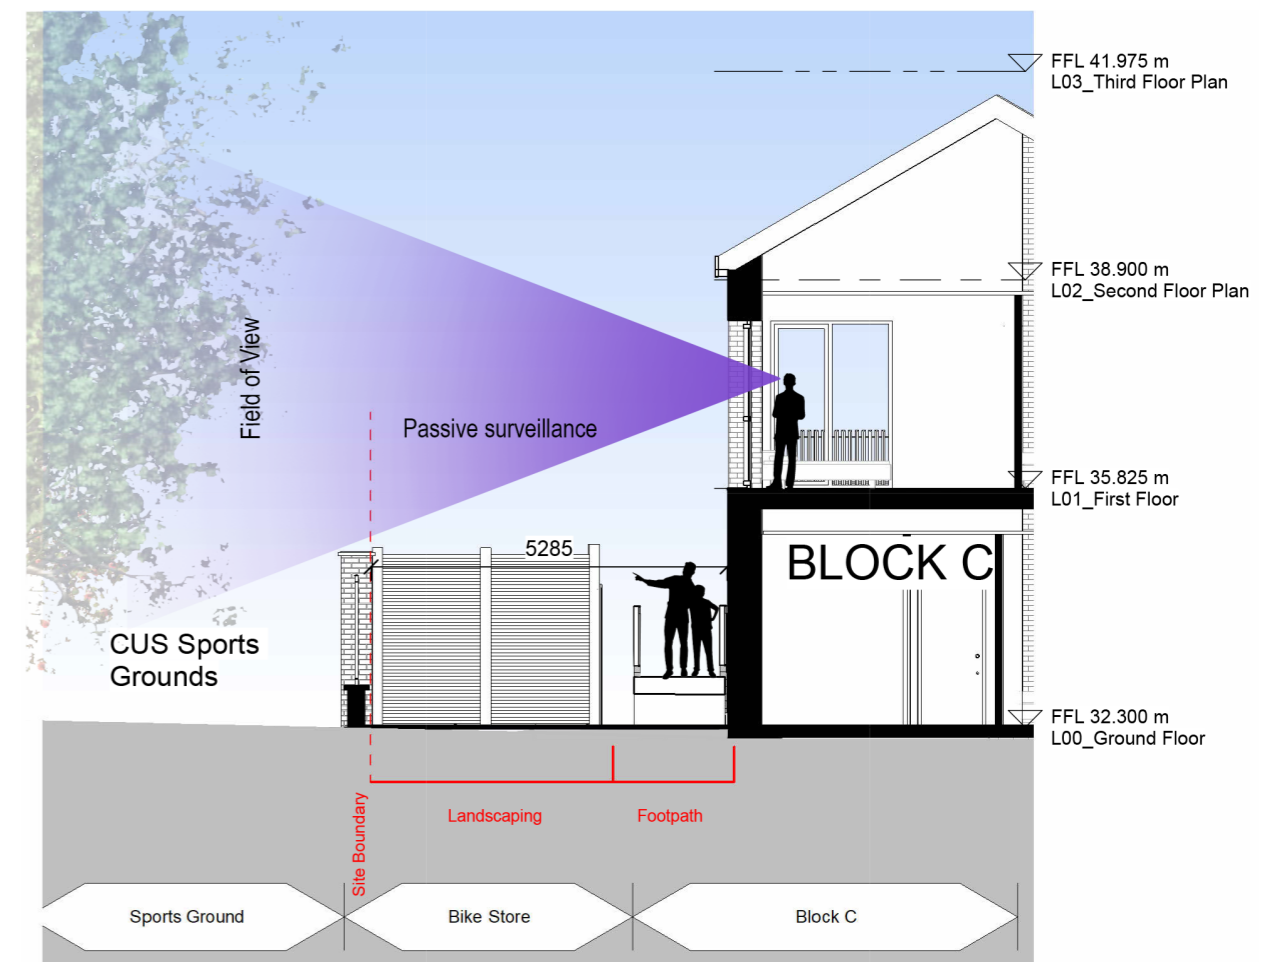 FFL 41.975 m
L03_Third Floor Plan
FFL 38.900 m
L02_Second Floor Plan
Field of View
Passive surveillance
FFL 35.825 m
L01_First Floor
5285
BLOCK C
CUS Sports
Grounds
FFL 32.300 m
L00_Ground Floor
Site Boundary
Landscaping
Footpath
Sports Ground
Bike Store
Block C